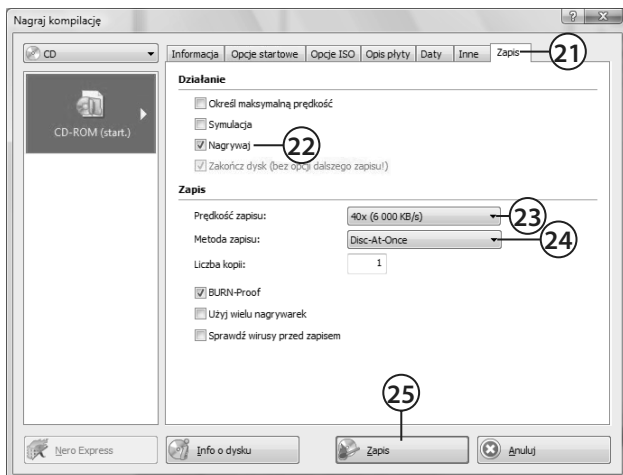 Nagraj kompilację
CD
Informacja Opcje startowe Opcje ISO Opis płyty Daty Inne Zapis 21
Działanie
Określ maksymalną prędkość
CD-ROM (start.)
Symulacja
Nagrywaj 22
Zakończ dysk (bez opcji dalszego zapisu!)
Zapis
Prędkość zapisu: 40x (6 000 KB/s) 23
Metoda zapisu: Disc-At-Once 24
Liczba kopii: 1
BURN-Proof
Użyj wielu nagrywarek
Sprawdź wirusy przed zapisem
25
Nero Express Info o dysku Zapis Anuluj